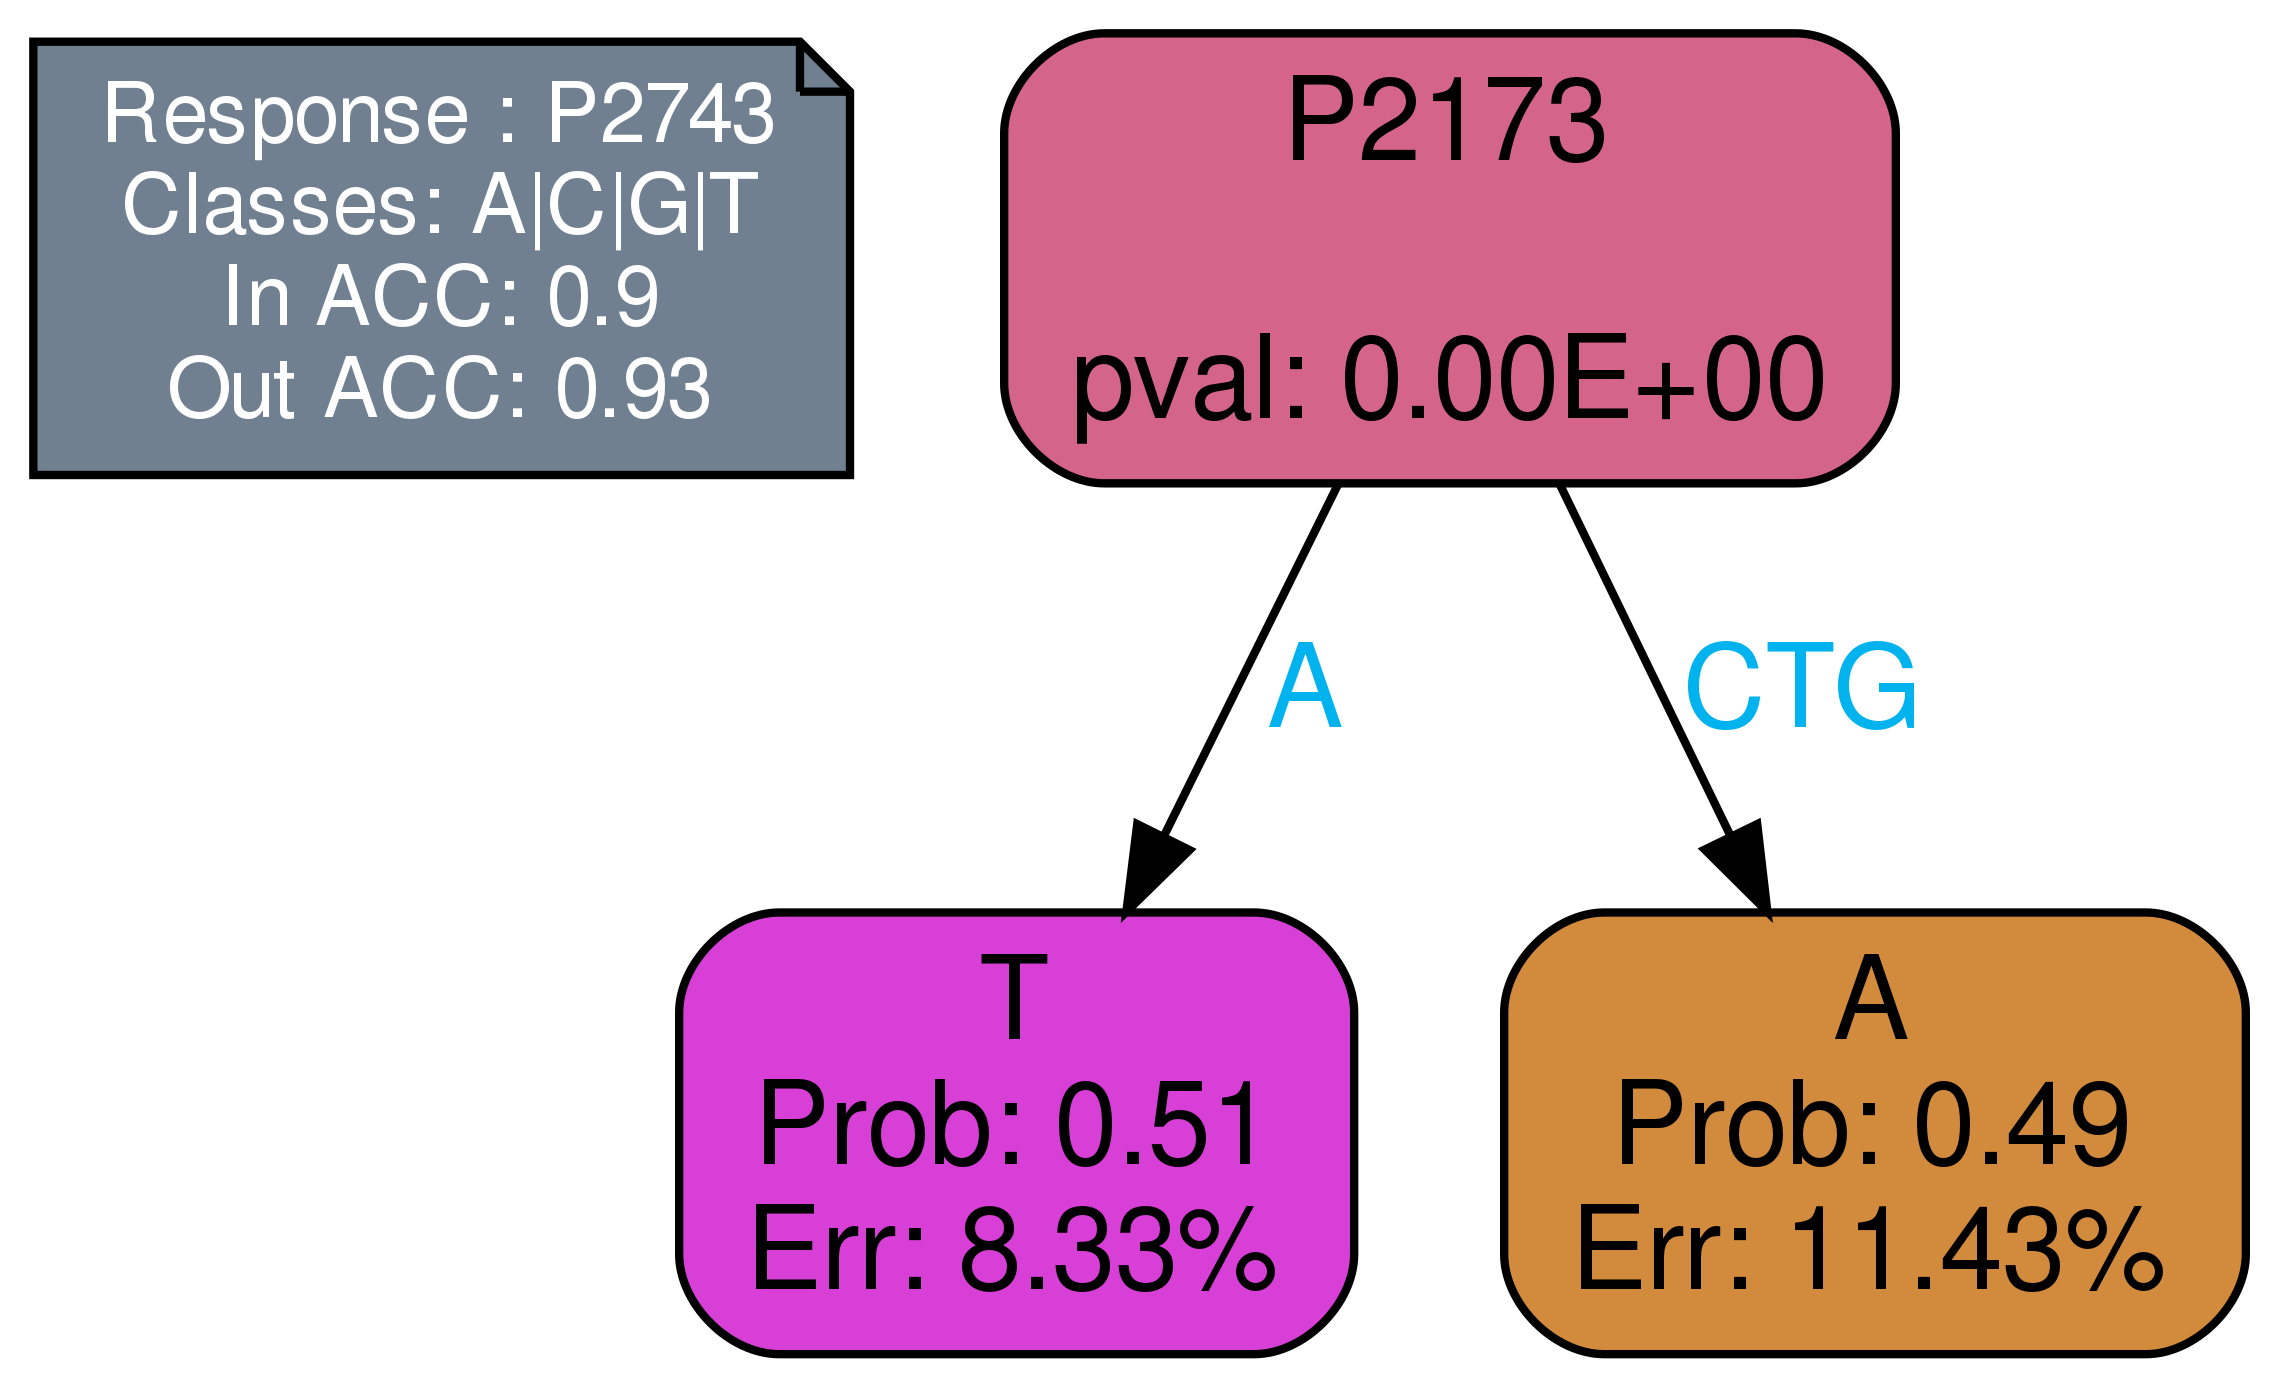 Response : P2743
Classes: A|C|G|T
In ACC: 0.9
Out ACC: 0.93
P2173
pval: 0.00E+00
A
CTG
T
Prob: 0.51
Err: 8.33%
A
Prob: 0.49
Err: 11.43%